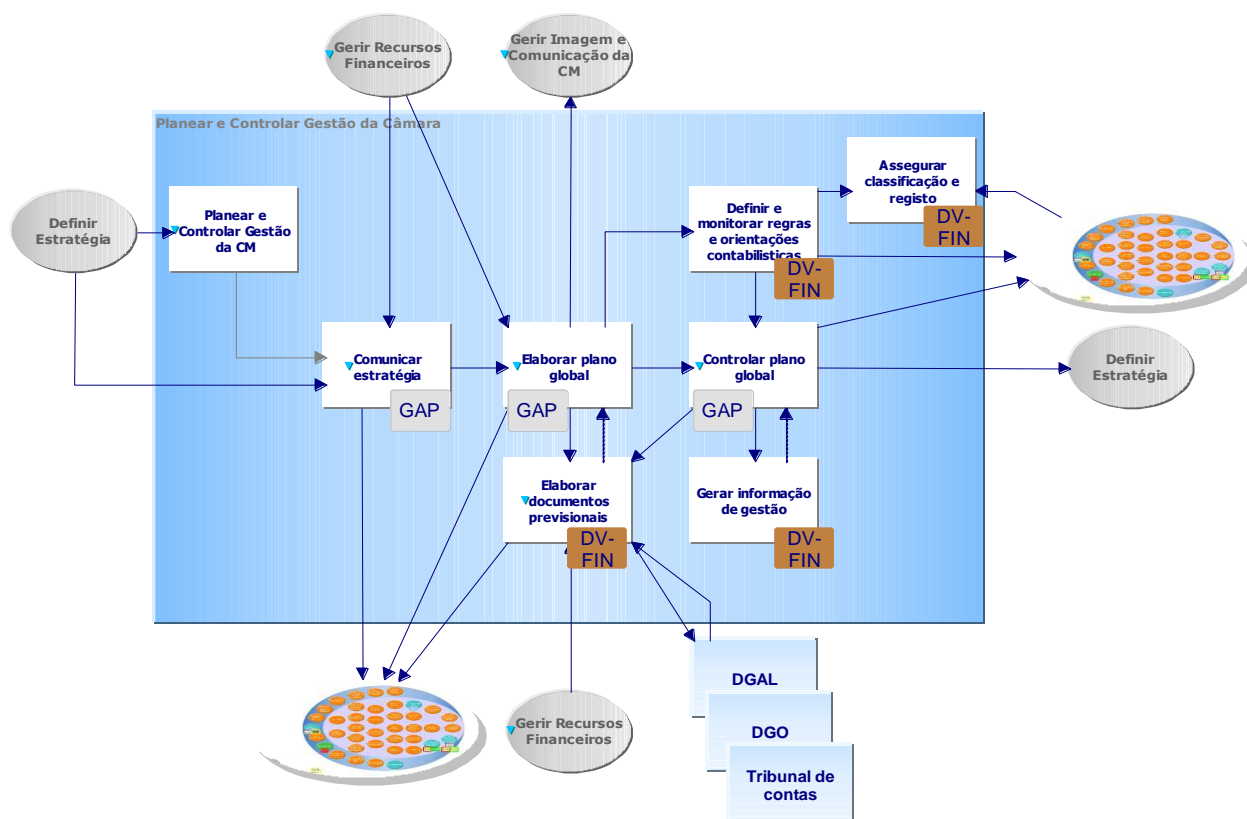 Gerir Recursos
Financeiros
Gerir Imagem e
Comunicação da
CM
Planear e Controlar Gestão da Câmara
Assegurar
classificação e
registo
DV-
FIN
Definir
Estratégia
Planear e
Controlar Gestão
da CM
Definir e
monitorar regras
e orientações
contabilisticas
DV-
FIN
Comunicar
estratégia
GAP
Elaborar plano
global
GAP
Controlar plano
global
GAP
Definir
Estratégia
Elaborar
documentos
previsionais
DV-
FIN
Gerar informação
de gestão
DV-
FIN
Gerir Recursos
Financeiros
DGAL
DGO
Tribunal de
contas